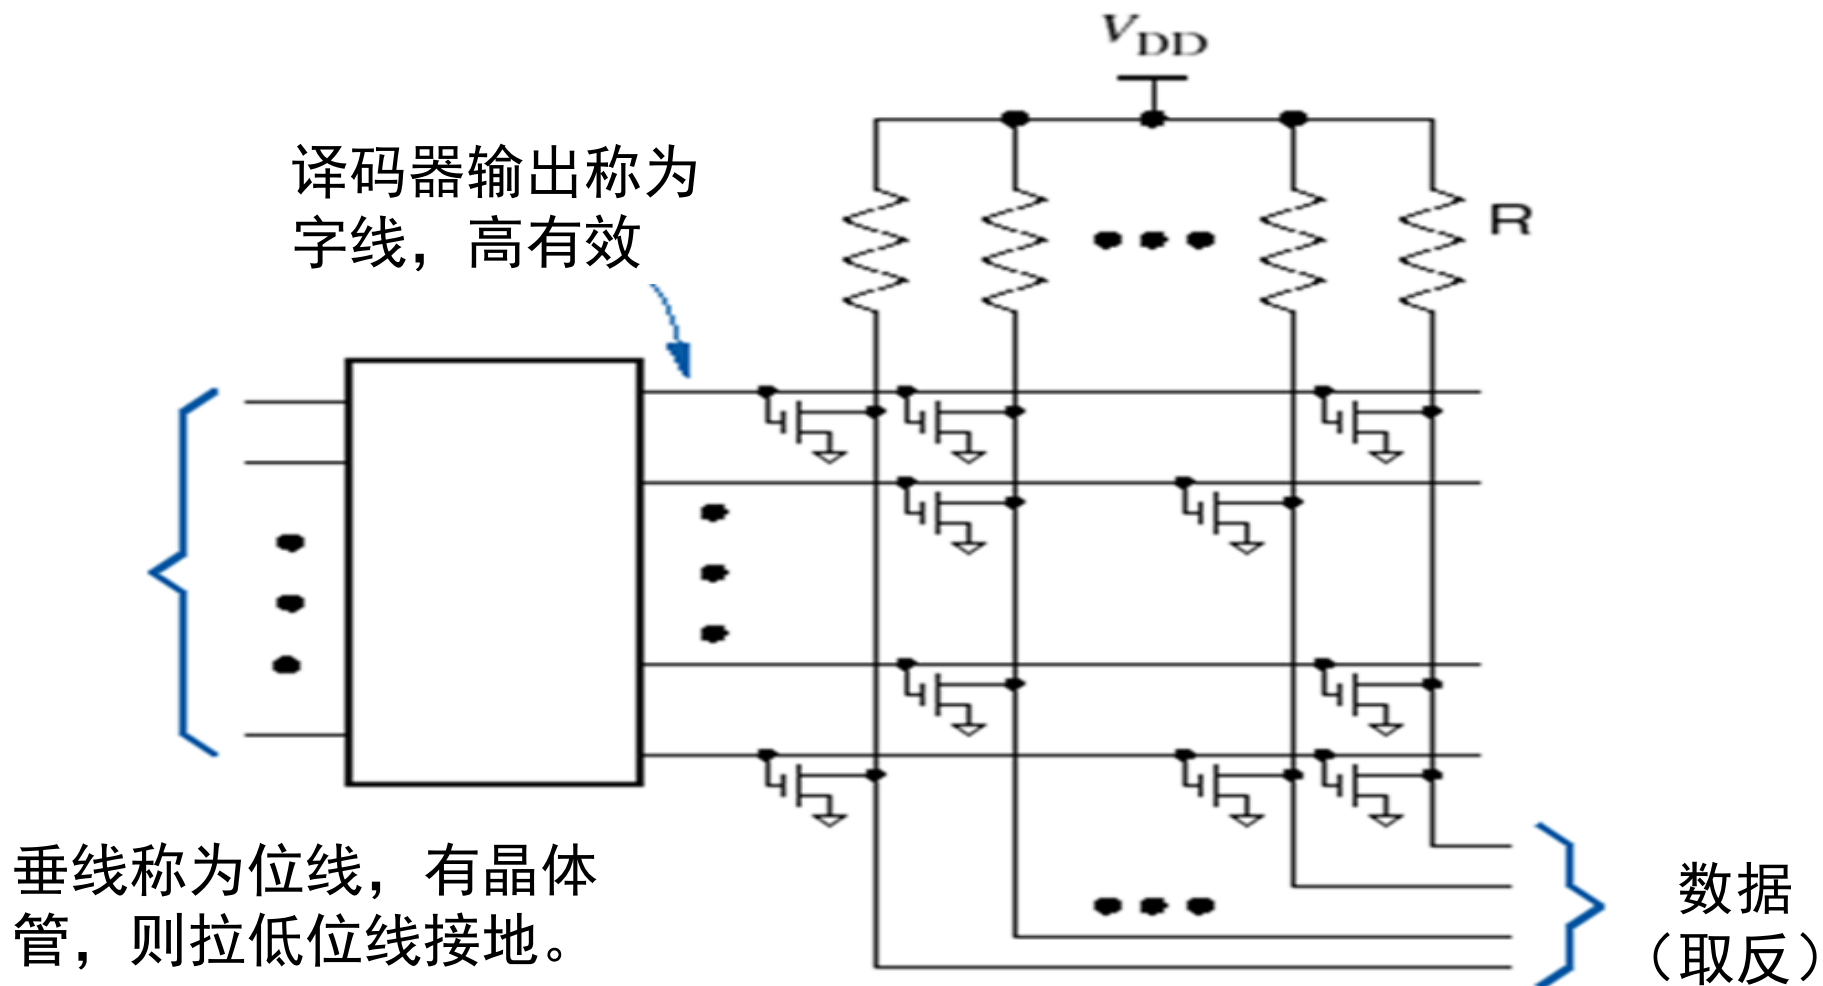 V_DD
译码器输出称为
字线，高有效
R
垂线称为位线，有晶体
管，则拉低位线接地。
数据
（取反）